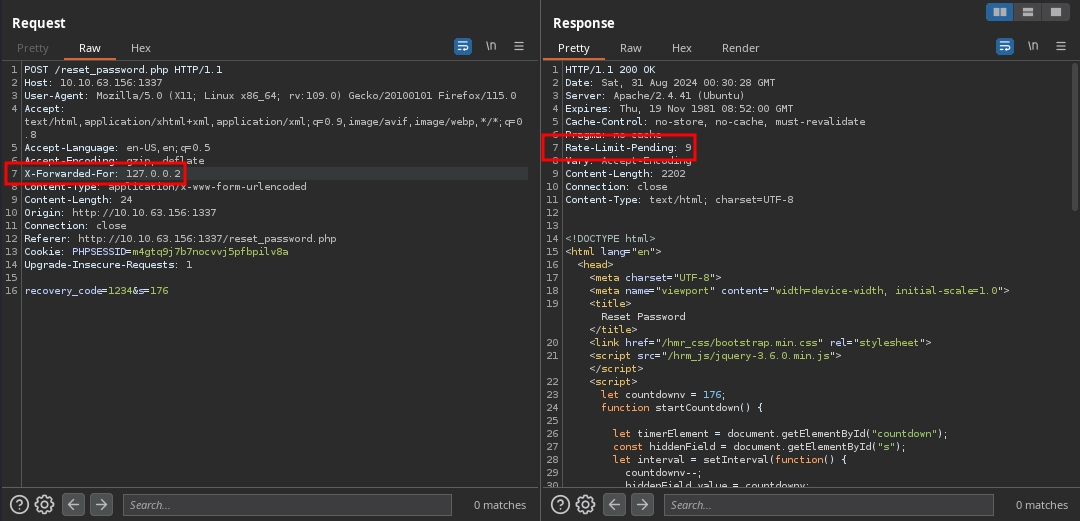 Request
Pretty Raw Hex
\n
1 POST /reset_password.php HTTP/1.1
2 Host: 10.10.63.156:1337
3 User-Agent: Mozilla/5.0 (X11; Linux x86_64; rv:109.0) Gecko/20100101 Firefox/115.0
4 Accept:
text/html,application/xhtml+xml,application/xml;q=0.9,image/avif,image/webp,*/*;q=0
.8
5 Accept-Language: en-US,en;q=0.5
6 Accept-Encoding: gzip, deflate
7 X-Forwarded-For: 127.0.0.2
8 Content-Type: application/x-www-form-urlencoded
9 Content-Length: 24
10 Origin: http://10.10.63.156:1337
11 Connection: close
12 Referer: http://10.10.63.156:1337/reset_password.php
13 Cookie: PHPSESSID=m4gtq9j7b7nocvvj5pfbpilv8a
14 Upgrade-Insecure-Requests: 1
15
16 recovery_code=1234&s=176
Search...
0 matches
Response
Pretty Raw Hex Render
\n
1 HTTP/1.1 200 OK
2 Date: Sat, 31 Aug 2024 00:30:28 GMT
3 Server: Apache/2.4.41 (Ubuntu)
4 Expires: Thu, 19 Nov 1981 08:52:00 GMT
5 Cache-Control: no-store, no-cache, must-revalidate
6 Pragma: no-cache
7 Rate-Limit-Pending: 9
8 Vary: Accept-Encoding
9 Content-Length: 2202
10 Connection: close
11 Content-Type: text/html; charset=UTF-8
12
13
14 <!DOCTYPE html>
15 <html lang="en">
16 <head>
17 <meta charset="UTF-8">
18 <meta name="viewport" content="width=device-width, initial-scale=1.0">
19 <title>
Reset Password
</title>
20 <link href="/hmr_css/bootstrap.min.css" rel="stylesheet">
21 <script src="/hrm_js/jquery-3.6.0.min.js">
</script>
22 <script>
23 let countdownv = 176;
24 function startCountdown() {
25
26 let timerElement = document.getElementById("countdown");
27 const hiddenField = document.getElementById("s");
28 let interval = setInterval(function() {
29 countdownv--;
30 hiddenField.value = countdownv;
Search...
0 matches